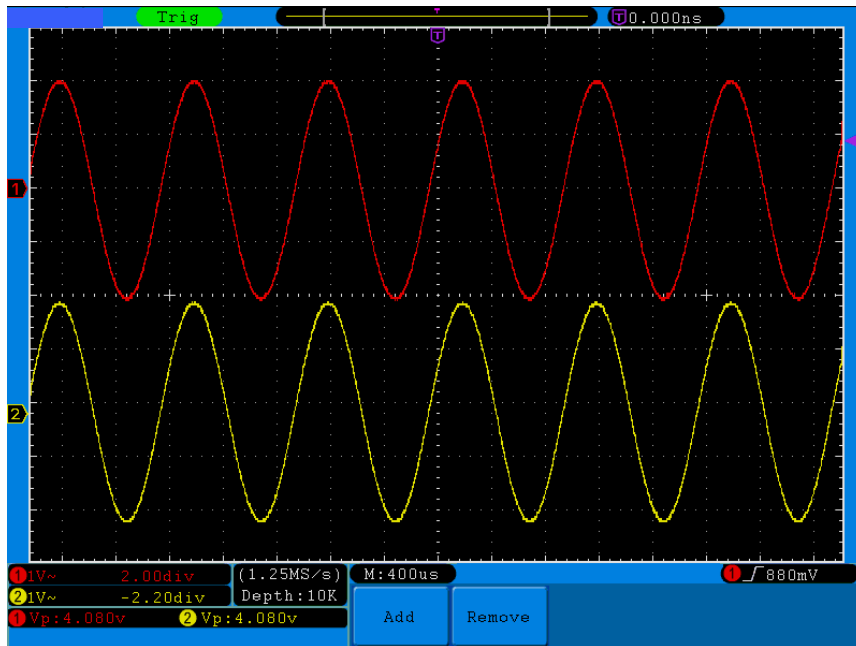 Trig
T 0.000ns
T
1
2
1 1V~ 2.00div (1.25MS/s) M:400us 1 880mV
2 1V~ -2.20div Depth:10K
1 Vp:4.080v 2 Vp:4.080v
Add Remove